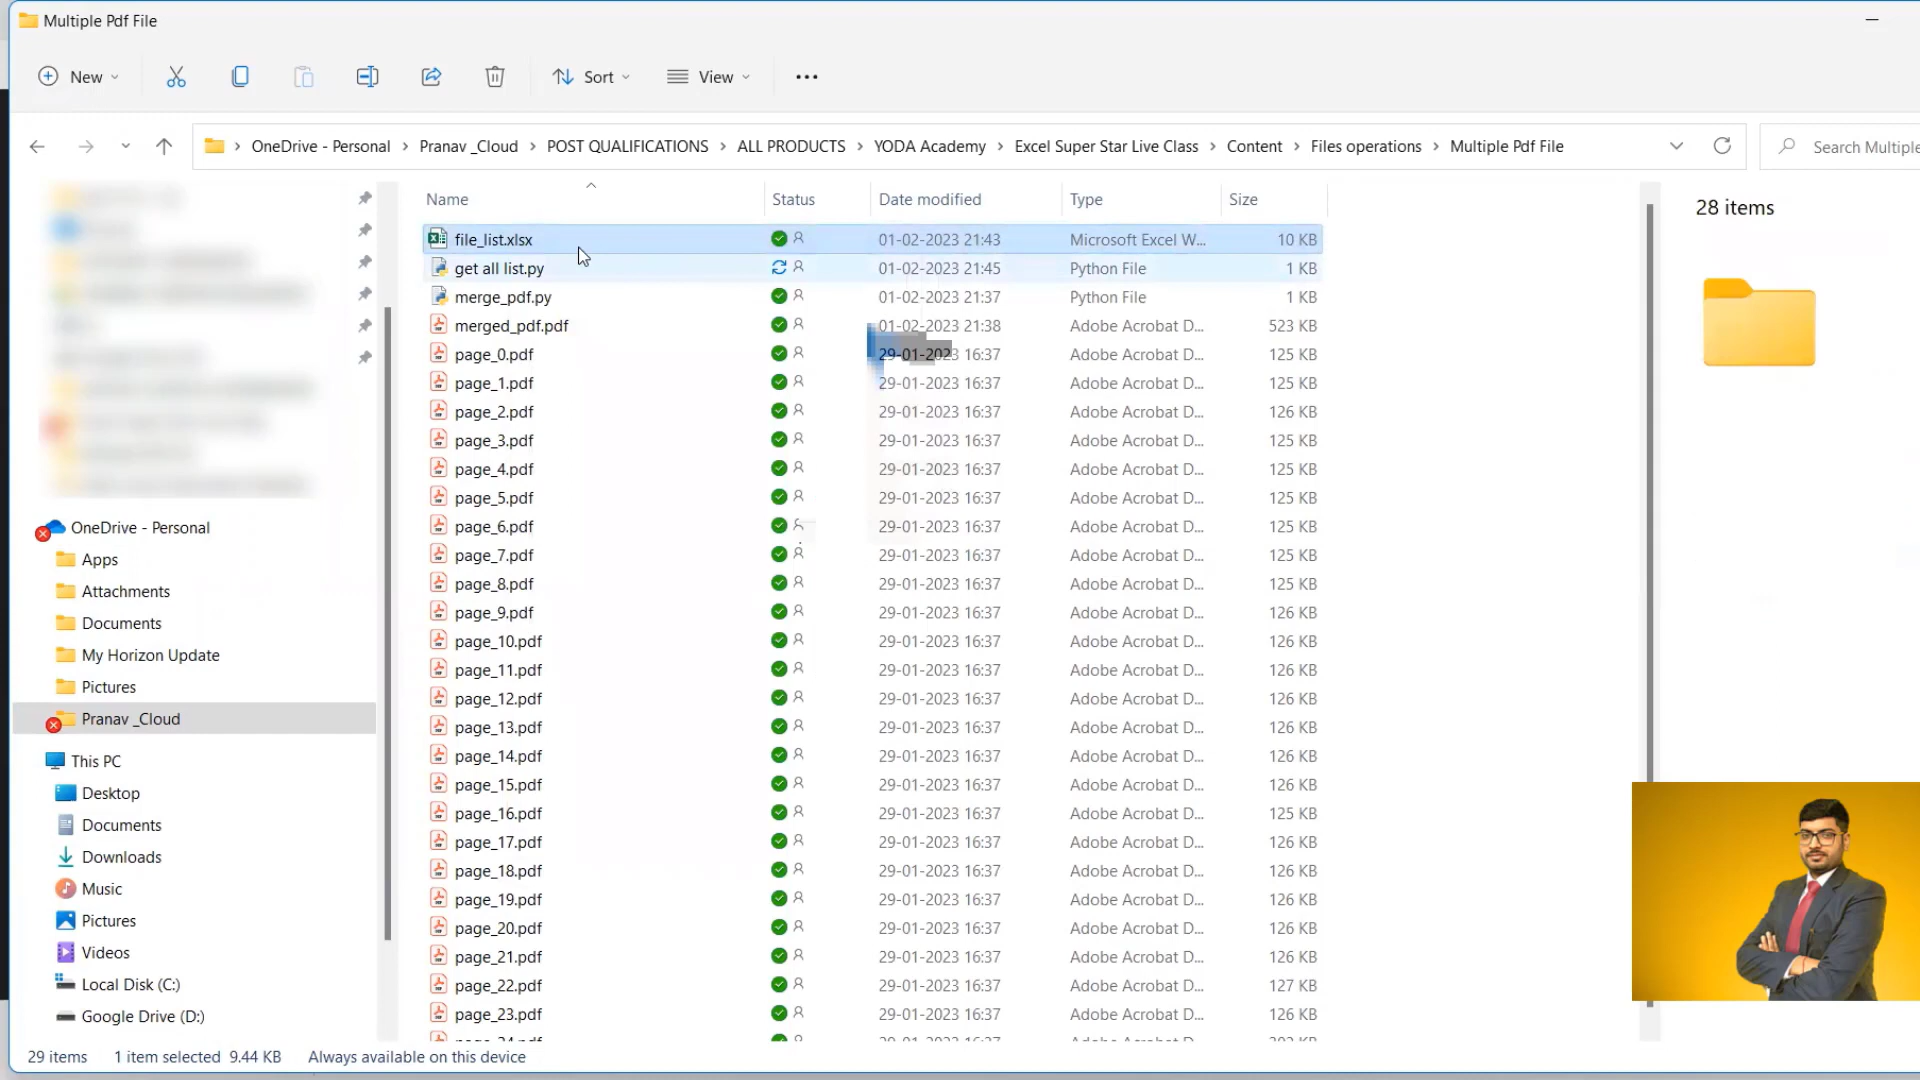 Multiple Pdf File
New Sort View
OneDrive - Personal > Pranav _Cloud > POST QUALIFICATIONS > ALL PRODUCTS > YODA Academy > Excel Super Star Live Class > Content > Files operations > Multiple Pdf File Search Multiple
Name Status Date modified Type Size
file_list.xlsx 01-02-2023 21:43 Microsoft Excel W... 10 KB
get all list.py 01-02-2023 21:45 Python File 1 KB
merge_pdf.py 01-02-2023 21:37 Python File 1 KB
merged_pdf.pdf 01-02-2023 21:38 Adobe Acrobat D... 523 KB
page_0.pdf 29-01-2023 16:37 Adobe Acrobat D... 125 KB
page_1.pdf 29-01-2023 16:37 Adobe Acrobat D... 125 KB
page_2.pdf 29-01-2023 16:37 Adobe Acrobat D... 126 KB
page_3.pdf 29-01-2023 16:37 Adobe Acrobat D... 125 KB
page_4.pdf 29-01-2023 16:37 Adobe Acrobat D... 125 KB
page_5.pdf 29-01-2023 16:37 Adobe Acrobat D... 125 KB
page_6.pdf 29-01-2023 16:37 Adobe Acrobat D... 125 KB
page_7.pdf 29-01-2023 16:37 Adobe Acrobat D... 125 KB
page_8.pdf 29-01-2023 16:37 Adobe Acrobat D... 125 KB
page_9.pdf 29-01-2023 16:37 Adobe Acrobat D... 126 KB
page_10.pdf 29-01-2023 16:37 Adobe Acrobat D... 126 KB
page_11.pdf 29-01-2023 16:37 Adobe Acrobat D... 126 KB
page_12.pdf 29-01-2023 16:37 Adobe Acrobat D... 126 KB
page_13.pdf 29-01-2023 16:37 Adobe Acrobat D... 126 KB
page_14.pdf 29-01-2023 16:37 Adobe Acrobat D... 126 KB
page_15.pdf 29-01-2023 16:37 Adobe Acrobat D... 126 KB
page_16.pdf 29-01-2023 16:37 Adobe Acrobat D... 125 KB
page_17.pdf 29-01-2023 16:37 Adobe Acrobat D... 126 KB
page_18.pdf 29-01-2023 16:37 Adobe Acrobat D... 126 KB
page_19.pdf 29-01-2023 16:37 Adobe Acrobat D... 126 KB
page_20.pdf 29-01-2023 16:37 Adobe Acrobat D... 126 KB
page_21.pdf 29-01-2023 16:37 Adobe Acrobat D... 126 KB
page_22.pdf 29-01-2023 16:37 Adobe Acrobat D... 127 KB
page_23.pdf 29-01-2023 16:37 Adobe Acrobat D... 126 KB
28 items
OneDrive - Personal
Apps
Attachments
Documents
My Horizon Update
Pictures
Pranav _Cloud
This PC
Desktop
Documents
Downloads
Music
Pictures
Videos
Local Disk (C:)
Google Drive (D:)
29 items 1 item selected 9.44 KB Always available on this device